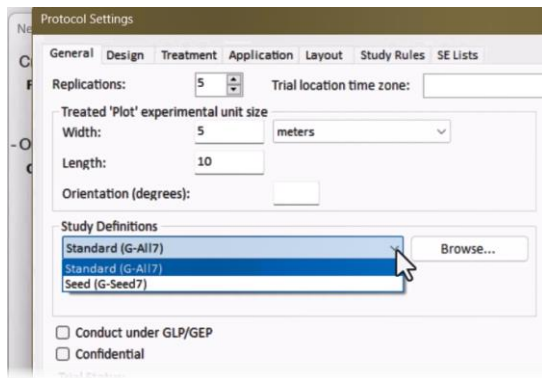 Protocol Settings
Ne
General Design Treatment Application Layout Study Rules SE Lists
Replications: 5 Trial location time zone:
Treated 'Plot' experimental unit size
Width: 5 meters
Length: 10
Orientation (degrees):
Study Definitions
Standard (G-All7) Browse...
Standard (G-All7)
Seed (G-Seed7)
Conduct under GLP/GEP
Confidential